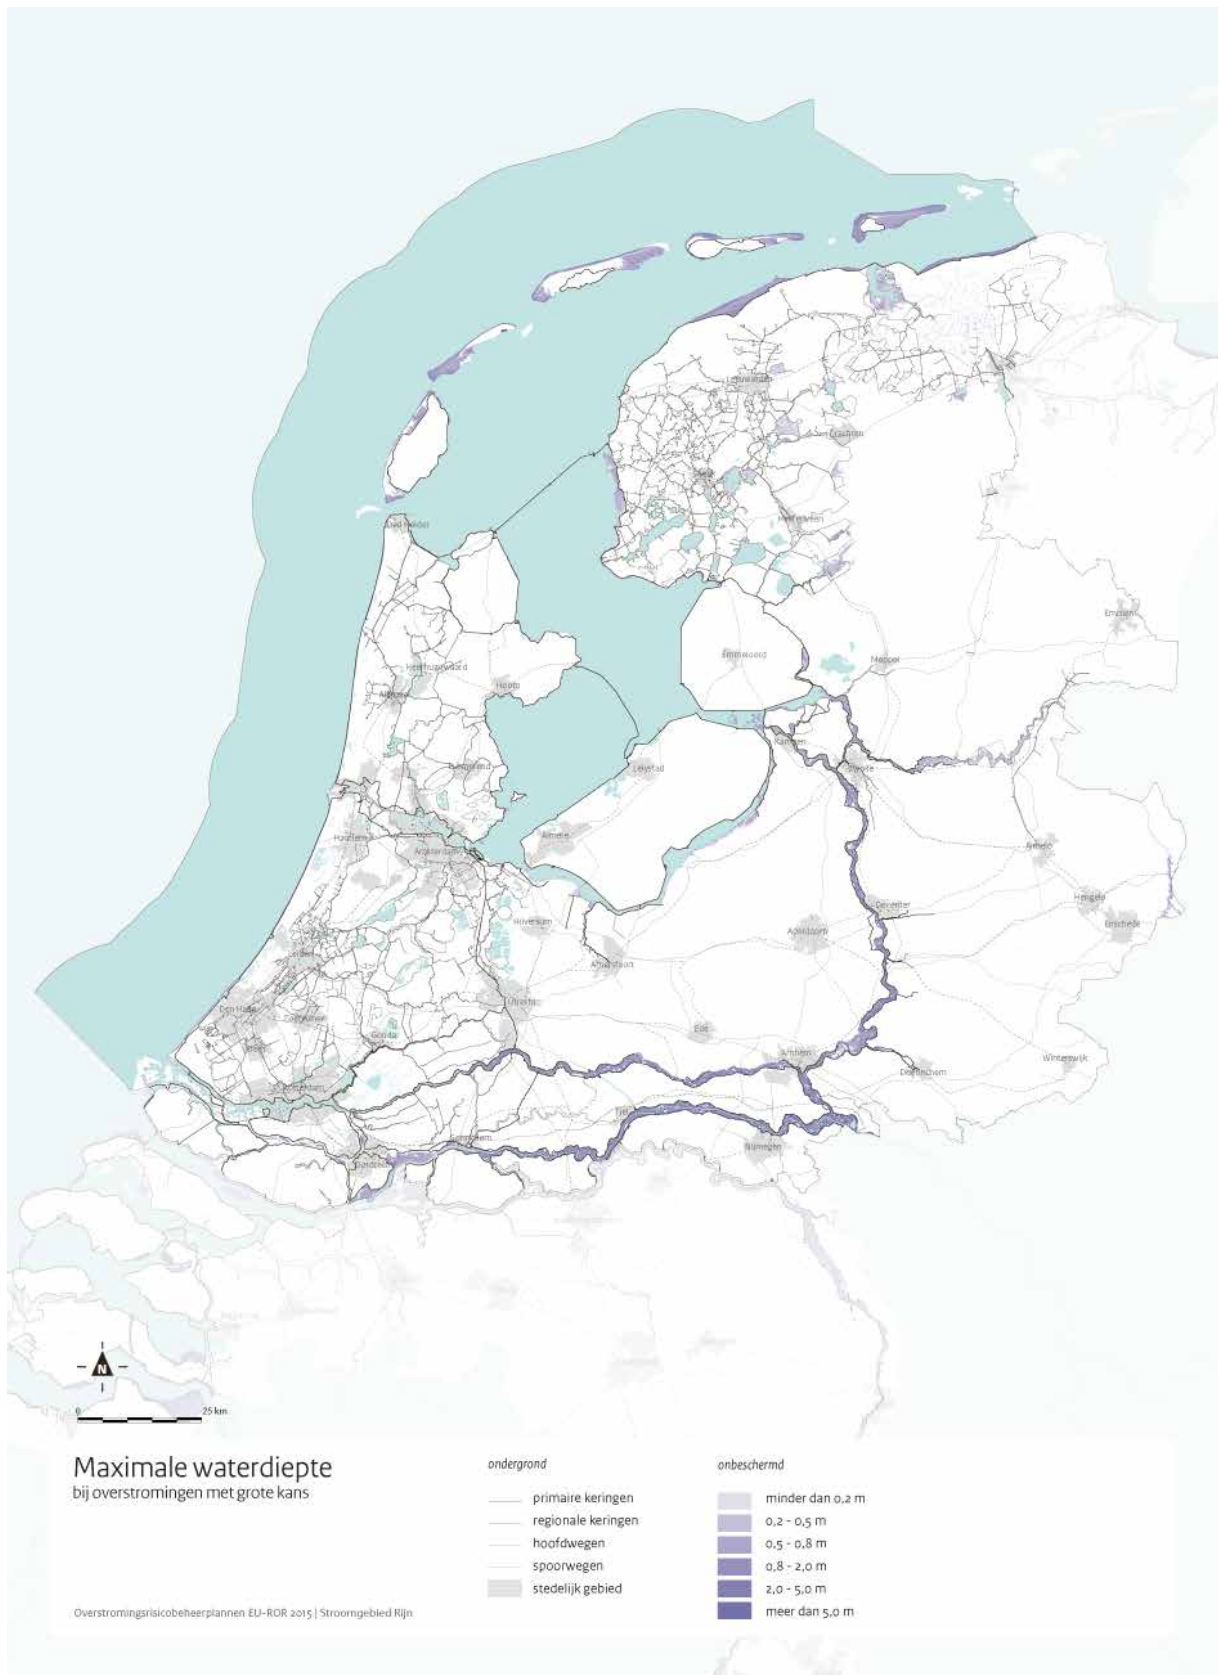 Leeuwarden
Drachten
Sneek
Heerenveen
Den Helder
Emmen
Emmeloord
Meppel
Heerhugowaard
Alkmaar
Hoorn
Kampen
Zwolle
Lelystad
Purmerend
Almere
Haarlem
Amsterdam
Almelo
Hengelo
Enschede
Deventer
Hilversum
Apeldoorn
Amersfoort
Leiden
Utrecht
Den Haag
Zoetermeer
Gouda
Delft
Ede
Arnhem
Winterswijk
Doetinchem
Rotterdam
Tiel
Gorinchem
Nijmegen
Dordrecht
N
0 25 km
Maximale waterdiepte
bij overstromingen met grote kans
ondergrond
primaire keringen
regionale keringen
hoofdwegen
spoorwegen
stedelijk gebied
onbeschermd
minder dan 0,2 m
0,2 - 0,5 m
0,5 - 0,8 m
0,8 - 2,0 m
2,0 - 5,0 m
meer dan 5,0 m
Overstromingsrisicobeheerplannen EU-ROR 2015 | Stroomgebied Rijn